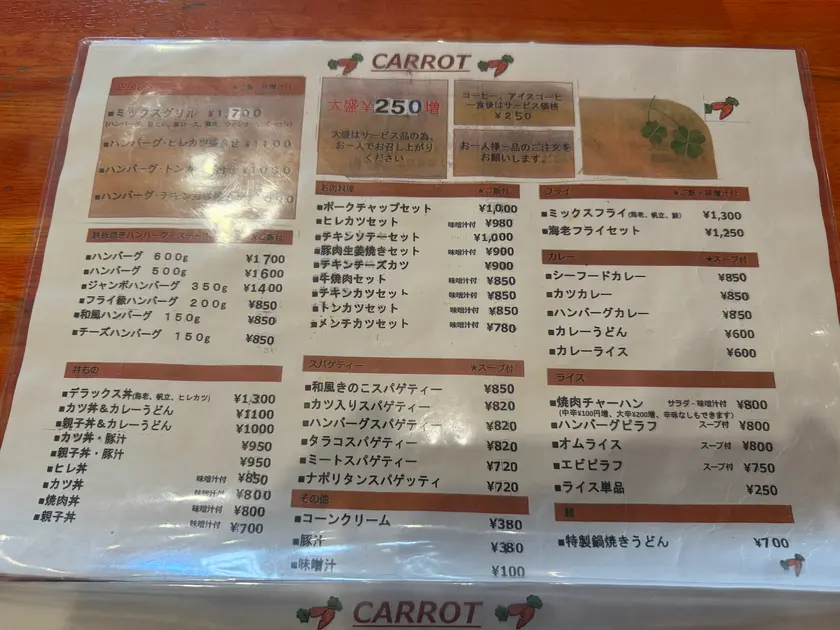 CARROT
★ご飯・味噌汁付
■ミックスグリル ¥1,700
■ハンバーグ・ヒレカツ盛合せ ¥1100
■ハンバーグ・トンカツ
■ハンバーグ・チキンカツ
大盛¥250増
大盛はサービス品の為、
お一人でお召し上がり
ください
コーヒー、アイスコーヒー
食後はサービス価格
¥250
お一人様一品のご注文を
お願いします。
鉄板焼きハンバーグ ★ご飯付
■ハンバーグ 600g ¥1700
■ハンバーグ 500g ¥1600
■ジャンボハンバーグ 350g ¥1400
■フライ級ハンバーグ 200g ¥850
■和風ハンバーグ 150g ¥850
■チーズハンバーグ 150g ¥850
丼もの
■デラックス丼(海老、帆立、ヒレカツ) ¥1,300
■カツ丼&カレーうどん ¥1100
■親子丼&カレーうどん ¥1000
■カツ丼・豚汁 ¥950
■親子丼・豚汁 ¥950
■ヒレ丼 味噌汁付 ¥850
■カツ丼 味噌汁付 ¥800
■焼肉丼 味噌汁付 ¥800
■親子丼 味噌汁付 ¥700
お肉料理 ★ご飯付
■ポークチャップセット ¥1,000
■ヒレカツセット 味噌汁付 ¥980
■チキンソテーセット ¥1,000
■豚肉生姜焼きセット 味噌汁付 ¥900
■チキンチーズカツ ¥900
■牛焼肉セット 味噌汁付 ¥850
■チキンカツセット 味噌汁付 ¥850
■トンカツセット 味噌汁付 ¥850
■メンチカツセット 味噌汁付 ¥780
スパゲティー ★スープ付
■和風きのこスパゲティー ¥850
■カツ入りスパゲティー ¥820
■ハンバーグスパゲティー ¥820
■タラコスパゲティー ¥820
■ミートスパゲティー ¥720
■ナポリタンスパゲッティ ¥720
その他
■コーンクリーム ¥380
■豚汁 ¥380
■味噌汁 ¥100
フライ ★ご飯・味噌汁付
■ミックスフライ(海老、帆立、鮭) ¥1,300
■海老フライセット ¥1,250
カレー ★スープ付
■シーフードカレー ¥850
■カツカレー ¥850
■ハンバーグカレー ¥850
■カレーうどん ¥600
■カレーライス ¥600
ライス
■焼肉チャーハン サラダ・味噌汁付 ¥800
(中辛¥100円増、大辛¥200増、辛味なしもできます)
■ハンバーグピラフ スープ付 ¥800
■オムライス スープ付 ¥800
■エビピラフ スープ付 ¥750
■ライス単品 ¥250
麺
■特製鍋焼きうどん ¥700
CARROT